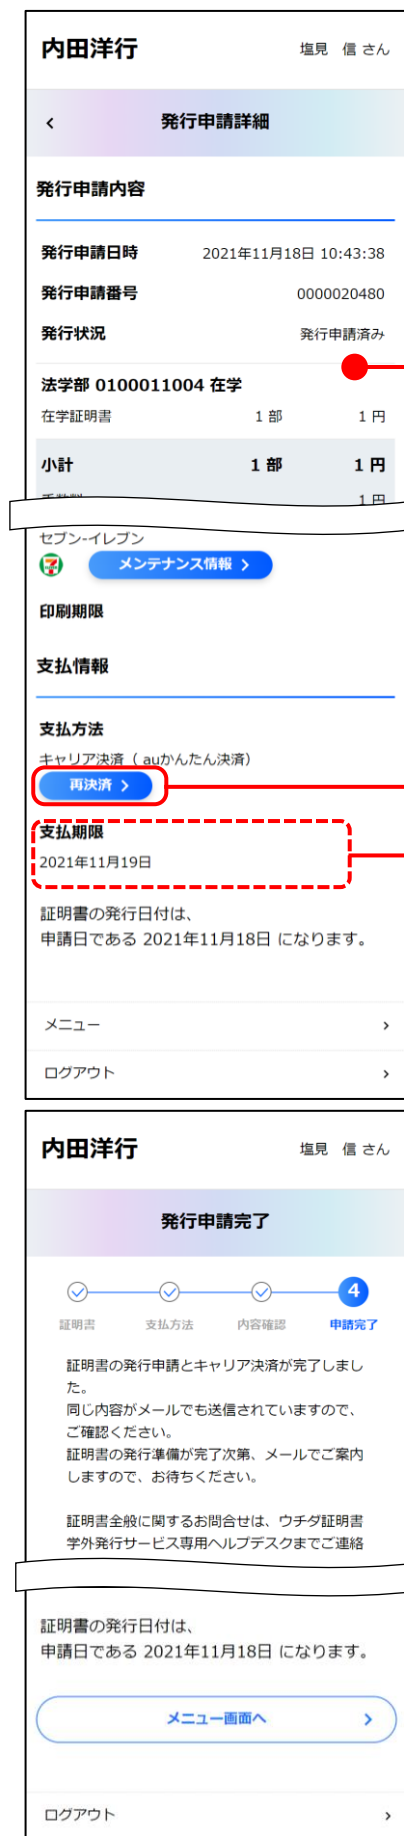 内田洋行
塩見　信 さん
発行申請詳細
発行申請内容
発行申請日時 2021年11月18日 10:43:38
発行申請番号 0000020480
発行状況 発行申請済み
法学部 0100011004 在学
在学証明書 1 部 1 円
小計 1 部 1 円
1 円
セブン-イレブン
メンテナンス情報
印刷期限
支払情報
支払方法
キャリア決済（ auかんたん決済）
再決済
支払期限
2021年11月19日
証明書の発行日付は、
申請日である 2021年11月18日 になります。
メニュー
ログアウト
内田洋行
塩見　信 さん
発行申請完了
4
証明書 支払方法 内容確認 申請完了
証明書の発行申請とキャリア決済が完了しまし
た。
同じ内容がメールでも送信されていますので、
ご確認ください。
証明書の発行準備が完了次第、メールでご案内
しますので、お待ちください。
証明書全般に関するお問合せは、ウチダ証明書
学外発行サービス専用ヘルプデスクまでご連絡
証明書の発行日付は、
申請日である 2021年11月18日 になります。
メニュー画面へ
ログアウト